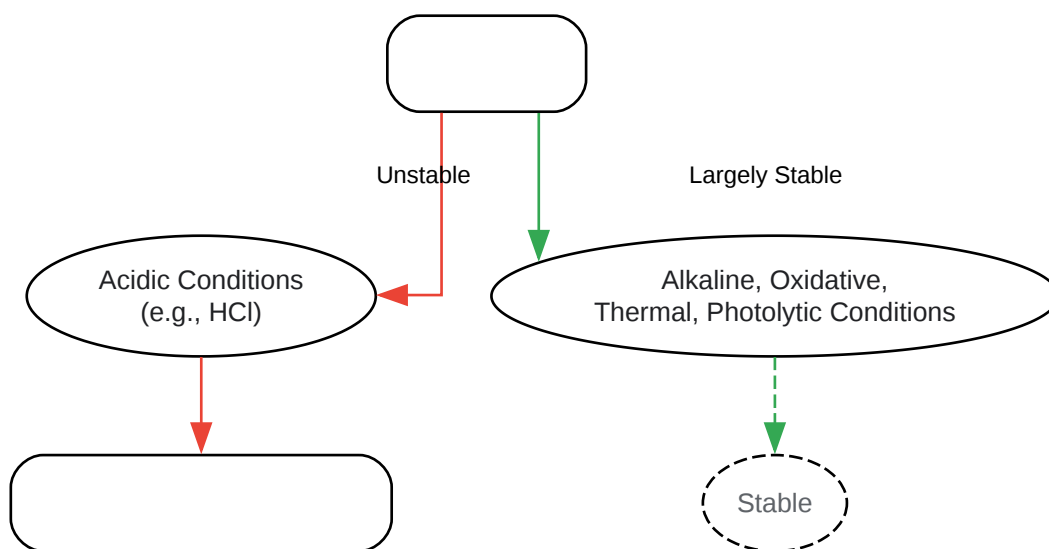 Unstable
Largely Stable
Acidic Conditions
(e.g., HCl)
Alkaline, Oxidative,
Thermal, Photolytic Conditions
Stable